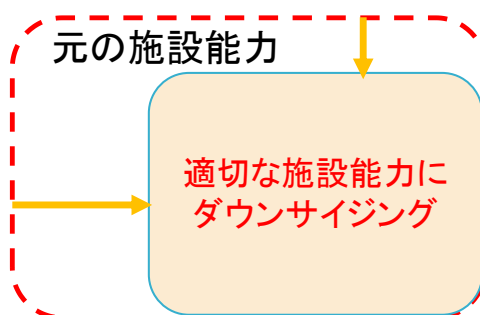 元の施設能力
適切な施設能力に
ダウンサイジング